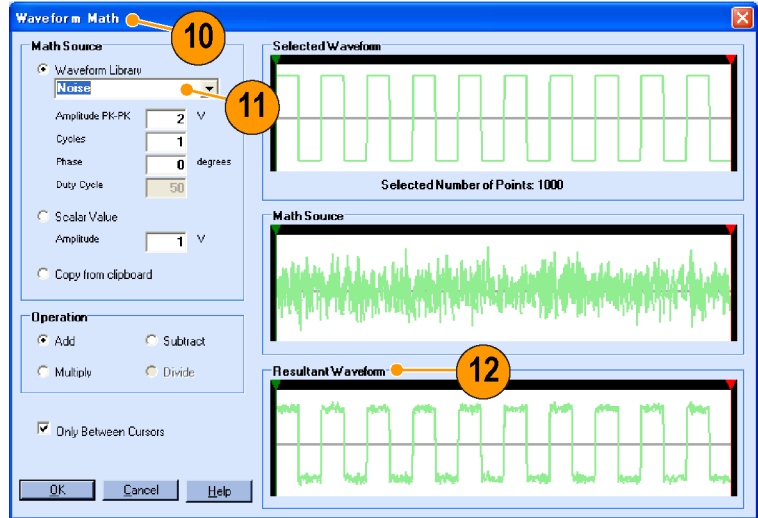 Waveform Math
10
Math Source
Waveform Library
Noise
11
Amplitude PK-PK 2 V
Cycles 1
Phase 0 degrees
Duty Cycle 50
Scalar Value
Amplitude 1 V
Copy from clipboard
Operation
Add Subtract
Multiply Divide
Only Between Cursors
OK Cancel Help
Selected Waveform
Selected Number of Points: 1000
Math Source
Resultant Waveform
12